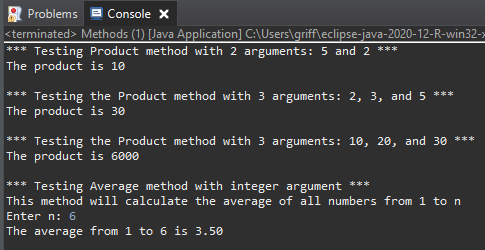 Problems Console
<terminated> Methods (1) [Java Application] C:\Users\griff\eclipse-java-2020-12-R-win32-x
*** Testing Product method with 2 arguments: 5 and 2 ***
The product is 10
*** Testing the Product method with 3 arguments: 2, 3, and 5 ***
The product is 30
*** Testing the Product method with 3 arguments: 10, 20, and 30 ***
The product is 6000
*** Testing Average method with integer argument ***
This method will calculate the average of all numbers from 1 to n
Enter n: 6
The average from 1 to 6 is 3.50